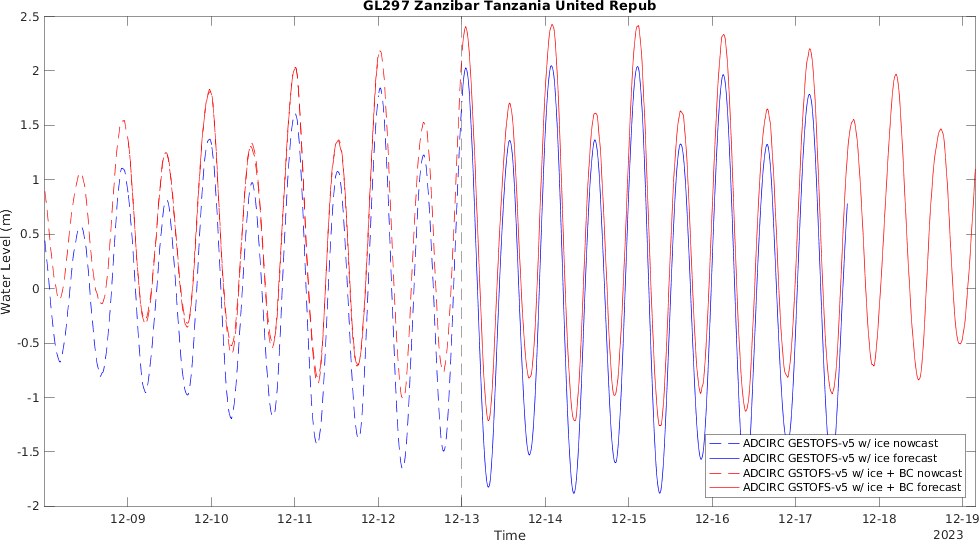 GL297 Zanzibar Tanzania United Repub
2.5
2
1.5
1
0.5
0
-0.5
-1
-1.5
-2
Water Level (m)
ADCIRC GESTOFS-v5 w/ ice nowcast
ADCIRC GESTOFS-v5 w/ ice forecast
ADCIRC GSTOFS-v5 w/ice + BC nowcast
ADCIRC GSTOFS-v5 w/ice + BC forecast
12-09 12-10 12-11 12-12 12-13 12-14 12-15 12-16 12-17 12-18 12-19
Time
2023